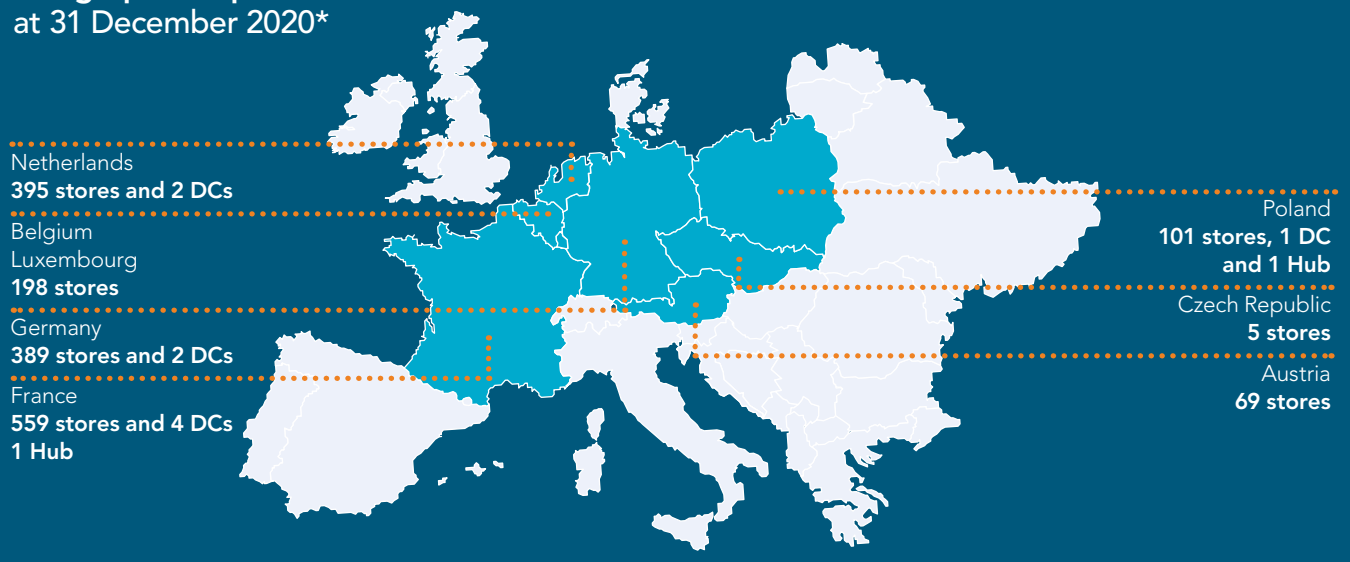 at 31 December 2020*
Netherlands
395 stores and 2 DCs
Belgium
Luxembourg
198 stores
Germany
389 stores and 2 DCs
France
559 stores and 4 DCs
1 Hub
Poland
101 stores, 1 DC
and 1 Hub
Czech Republic
5 stores
Austria
69 stores